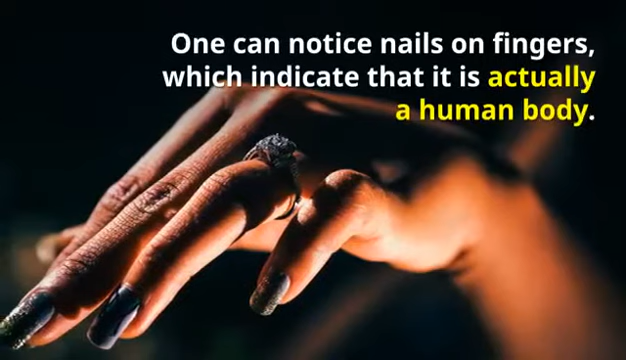 One can notice nails on fingers,
which indicate that it is actually
a human body.